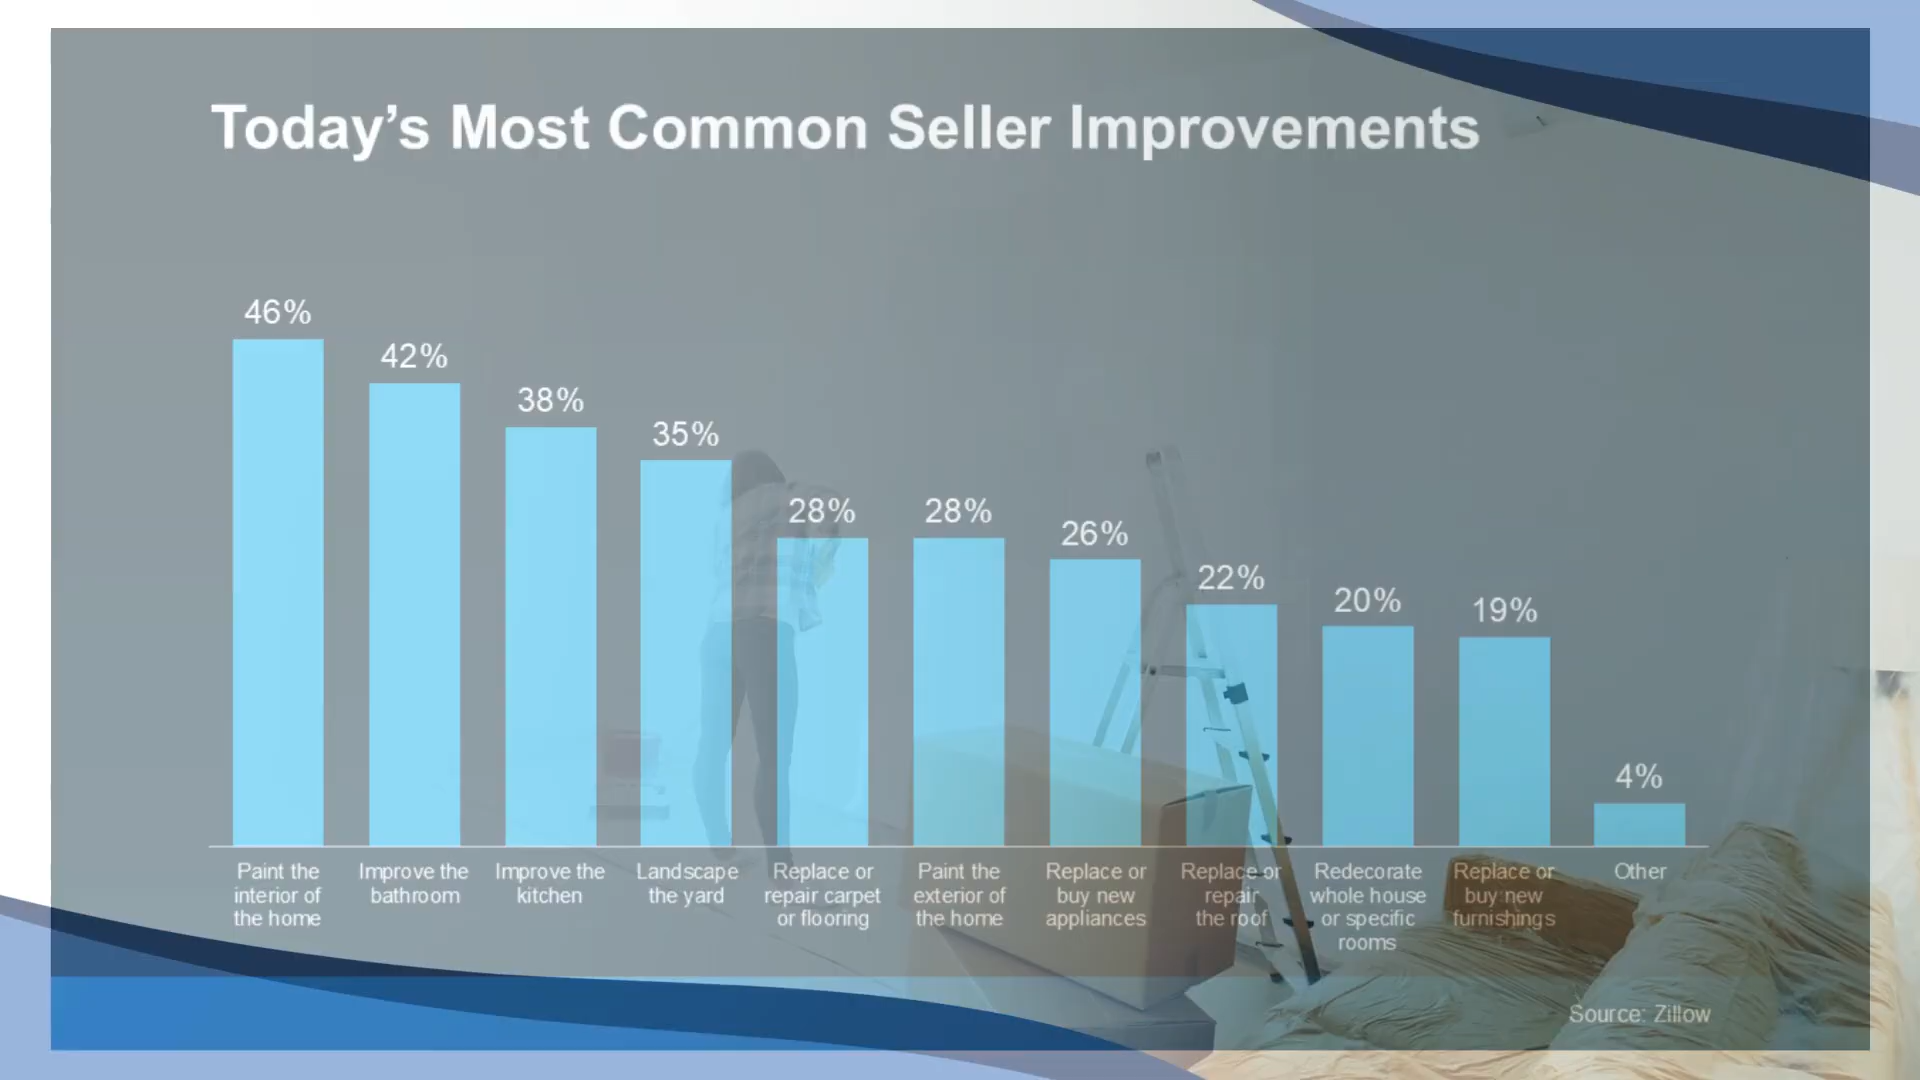 Today’s Most Common Seller Improvements
46%
42%
38%
35%
28%
28%
26%
22%
20%
19%
4%
Paint the
interior of
the home
Improve the
bathroom
Improve the
kitchen
Landscape
the yard
Replace or
repair carpet
or flooring
Paint the
exterior of
the home
Replace or
buy new
appliances
Replace or
repair
the roof
Redecorate
whole house
or specific
rooms
Replace or
buy new
furnishings
Other
Source: Zillow